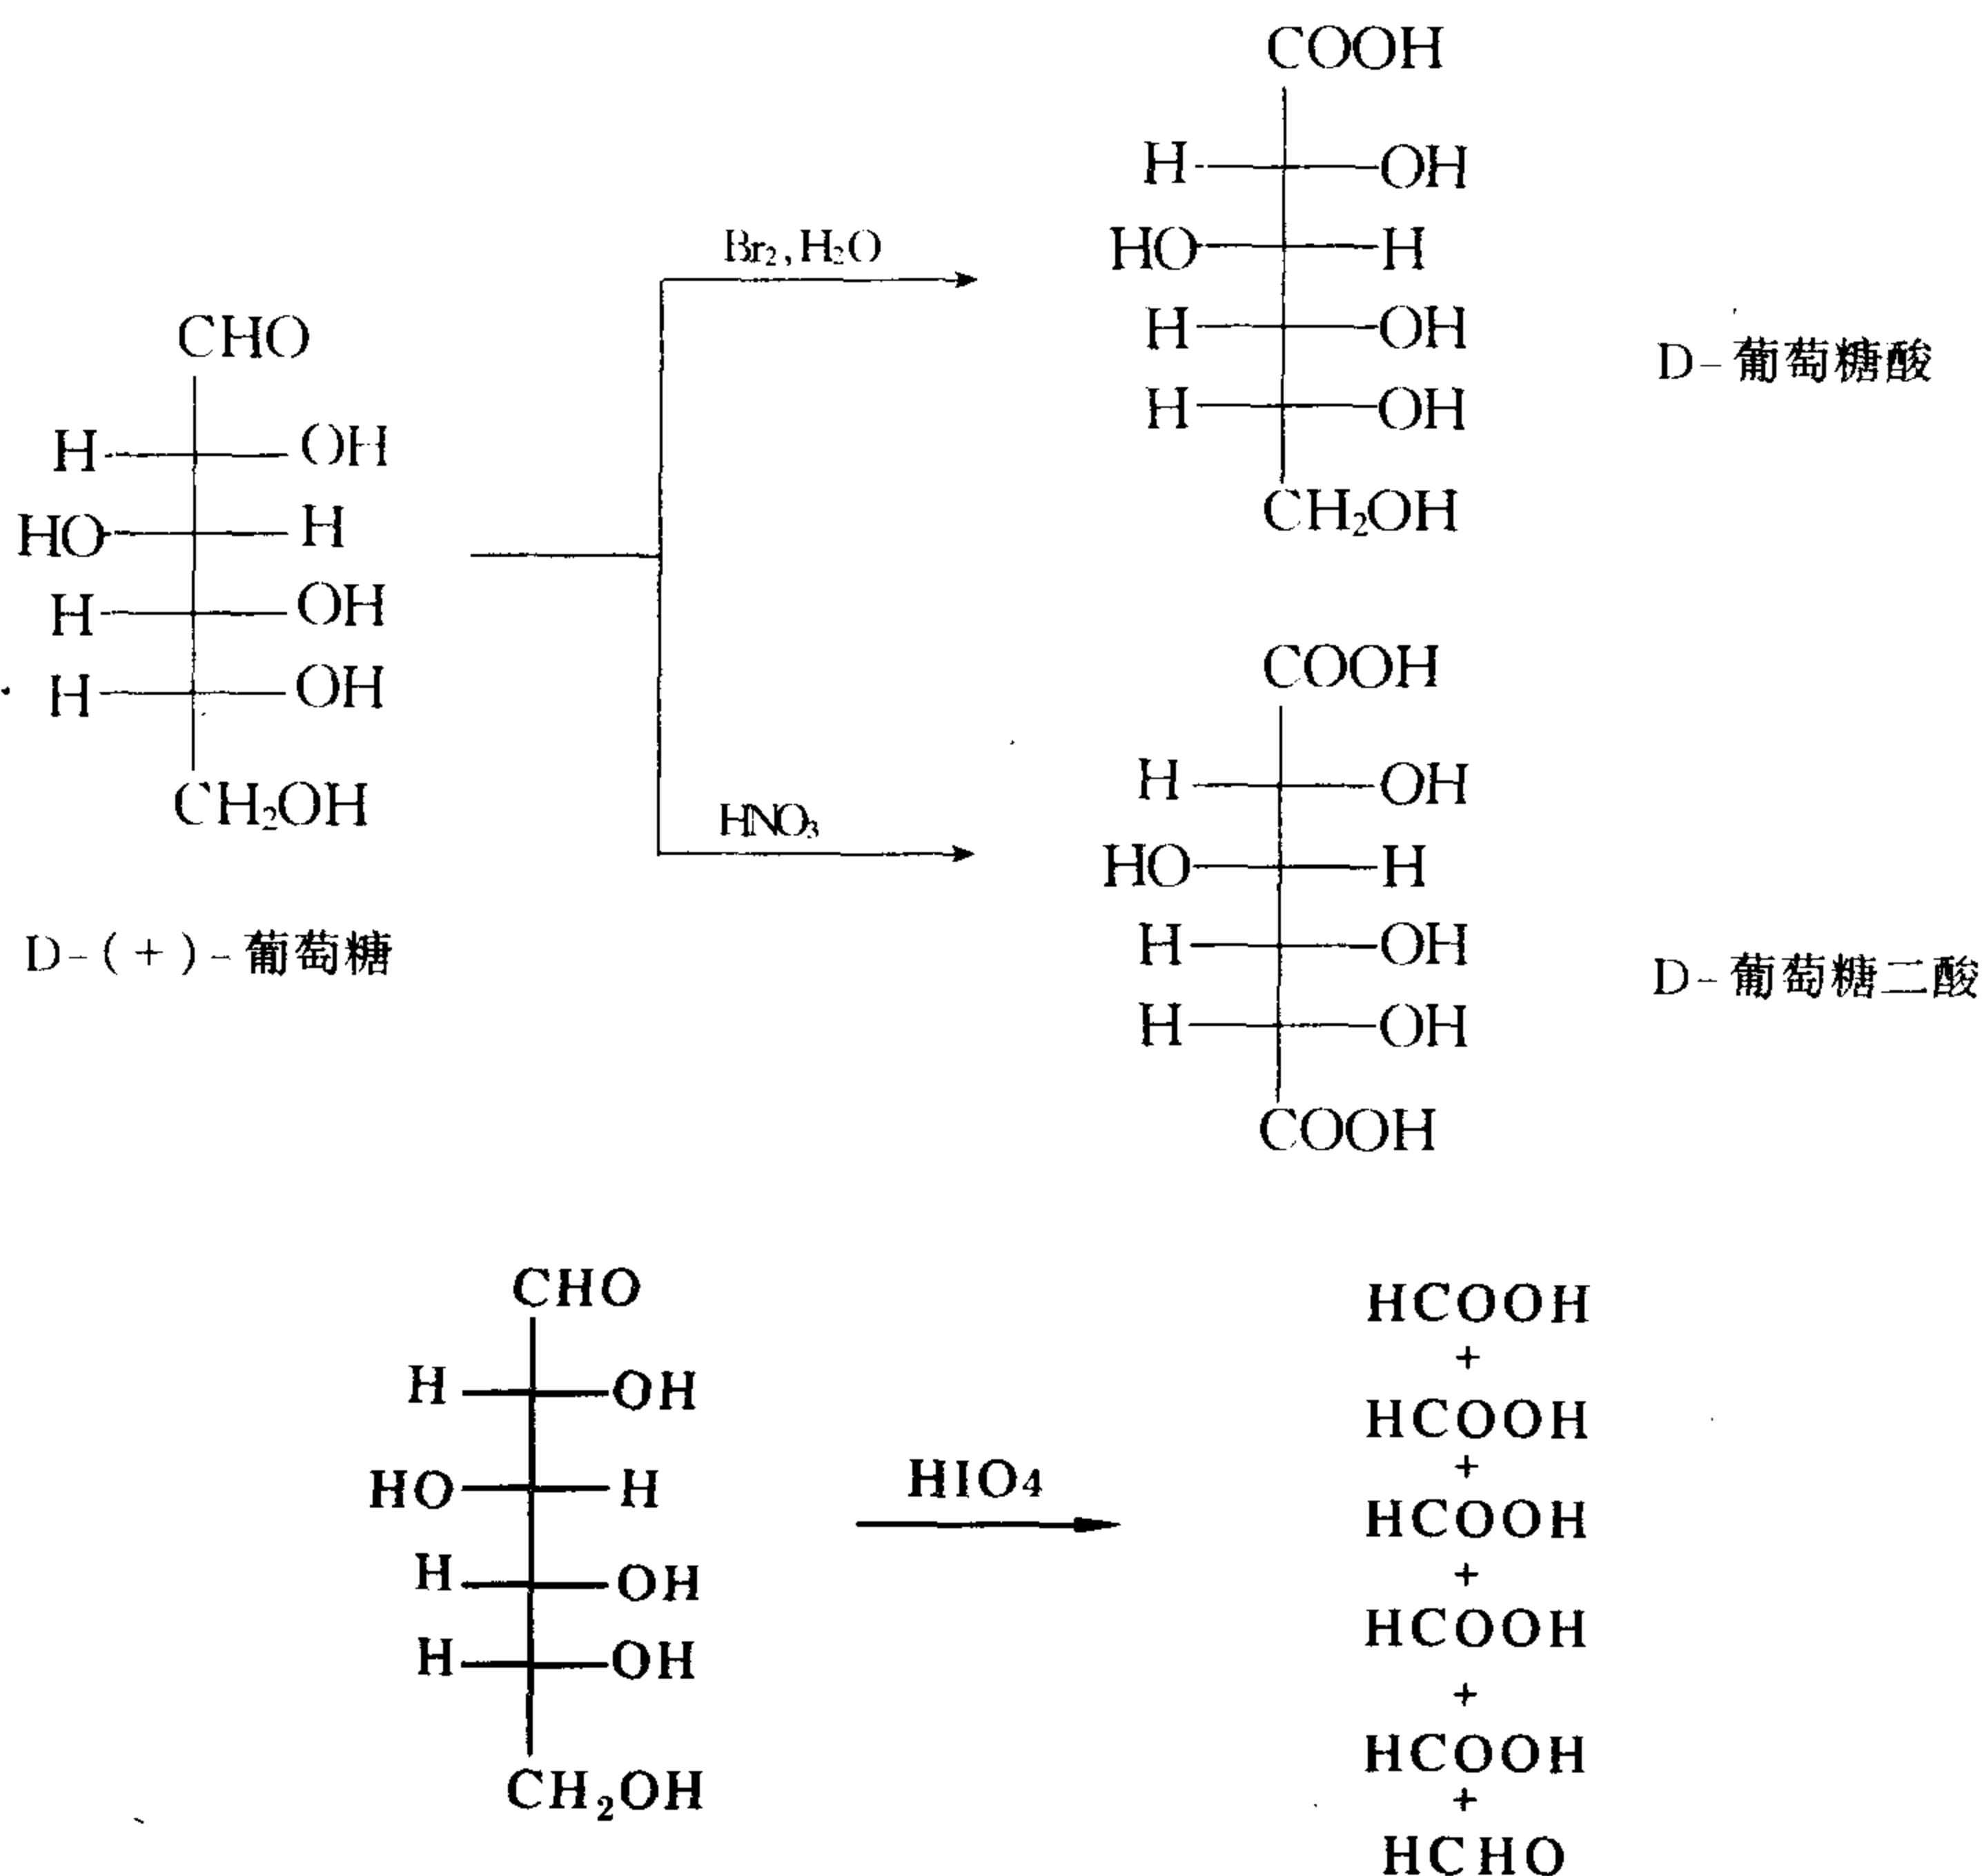 COOH
H OH
Br₂,H₂O
HO H
CHO
H OH
D-葡萄糖酸
H OH
H OH
HO H
CH₂OH
H OH
H OH
COOH
CH₂OH
HNO₃
H OH
HO H
D-(+)-葡萄糖
H OH
D-葡萄糖二酸
H OH
COOH
CHO
HCOOH
+
H OH
HCOOH
+
HO H
HIO4
HCOOH
+
H OH
HCOOH
H OH
+
HCOOH
CH₂OH
+
HCHO